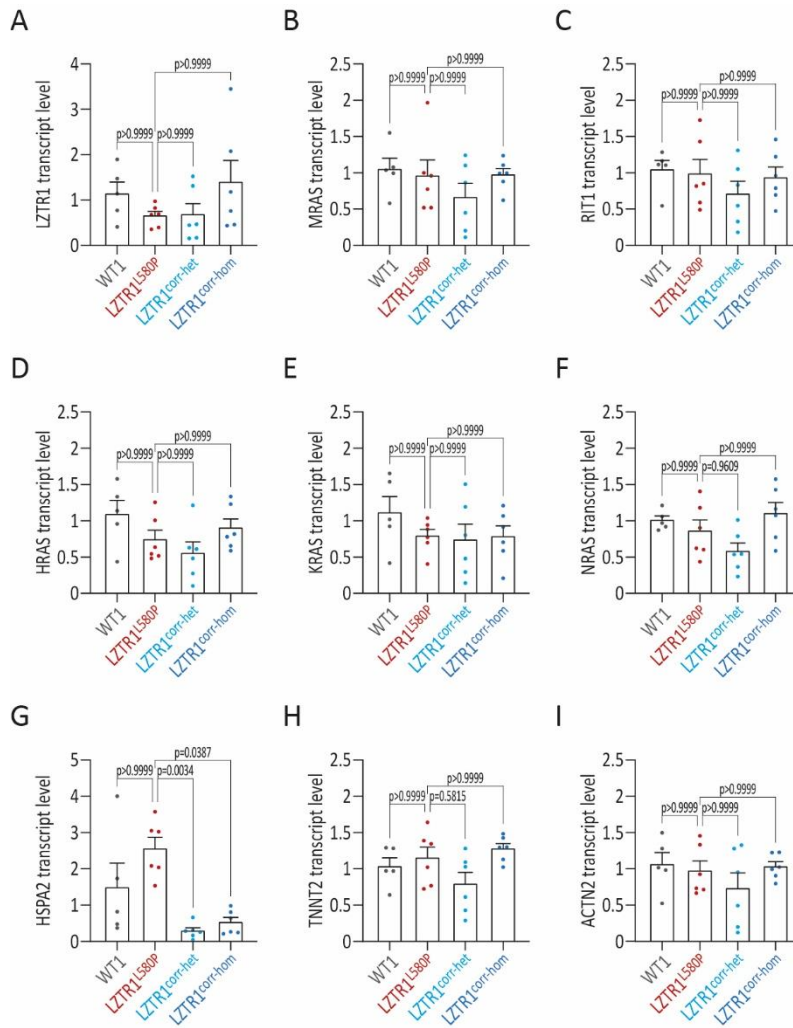 A
LZTR1 transcript level
4
3
2
1
0
p>0.9999
p>0.9999
p>0.9999
WT1
LZTR1L580P
LZTR1corr-het
LZTR1corr-hom
B
MRAS transcript level
2.5
2
1.5
1
0.5
0
p>0.9999
p>0.9999
p>0.9999
WT1
LZTR1L580P
LZTR1corr-het
LZTR1corr-hom
C
RIT1 transcript level
2.5
2
1.5
1
0.5
0
p>0.9999
p>0.9999
p>0.9999
WT1
LZTR1L580P
LZTR1corr-het
LZTR1corr-hom
D
HRAS transcript level
2.5
2
1.5
1
0.5
0
p>0.9999
p>0.9999
p>0.9999
WT1
LZTR1L580P
LZTR1corr-het
LZTR1corr-hom
E
KRAS transcript level
2.5
2
1.5
1
0.5
0
p>0.9999
p>0.9999
p>0.9999
WT1
LZTR1L580P
LZTR1corr-het
LZTR1corr-hom
F
NRAS transcript level
2.5
2
1.5
1
0.5
0
p>0.9999
p>0.9999
p=0.9609
WT1
LZTR1L580P
LZTR1corr-het
LZTR1corr-hom
G
HSPA2 transcript level
5
4
3
2
1
0
p=0.0387
p>0.9999
p=0.0034
WT1
LZTR1L580P
LZTR1corr-het
LZTR1corr-hom
H
TNNT2 transcript level
2.5
2
1.5
1
0.5
0
p>0.9999
p>0.9999
p=0.5815
WT1
LZTR1L580P
LZTR1corr-het
LZTR1corr-hom
I
ACTN2 transcript level
2.5
2
1.5
1
0.5
0
p>0.9999
p>0.9999
p>0.9999
WT1
LZTR1L580P
LZTR1corr-het
LZTR1corr-hom